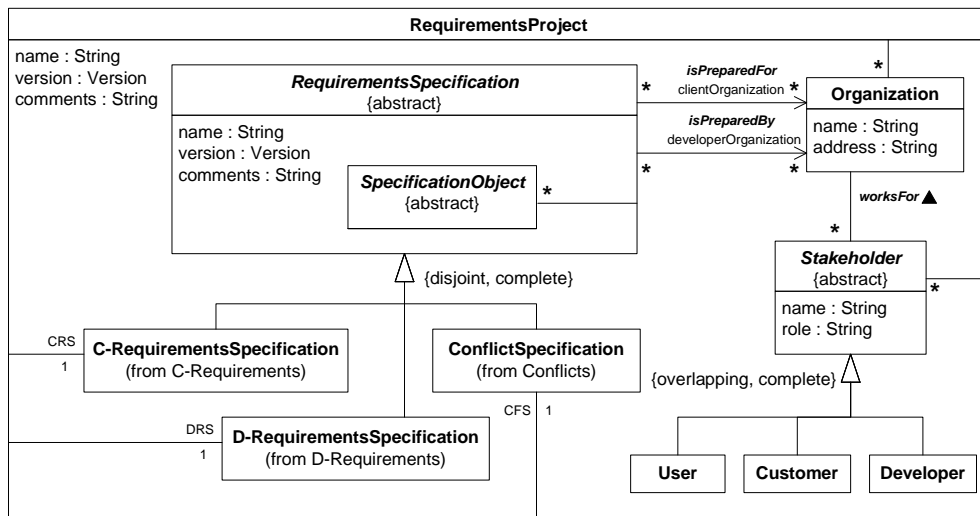 RequirementsProject
name : String
version : Version
comments : String
RequirementsSpecification
{abstract}
name : String
version : Version
comments : String
SpecificationObject
{abstract}
*
*
isPreparedFor
clientOrganization
*
isPreparedBy
developerOrganization
*
*
*
Organization
name : String
address : String
worksFor ▲
*
Stakeholder
{abstract}
*
name : String
role : String
{disjoint, complete}
{overlapping, complete}
CRS
1
C-RequirementsSpecification
(from C-Requirements)
ConflictSpecification
(from Conflicts)
CFS 1
DRS
1
D-RequirementsSpecification
(from D-Requirements)
User
Customer
Developer